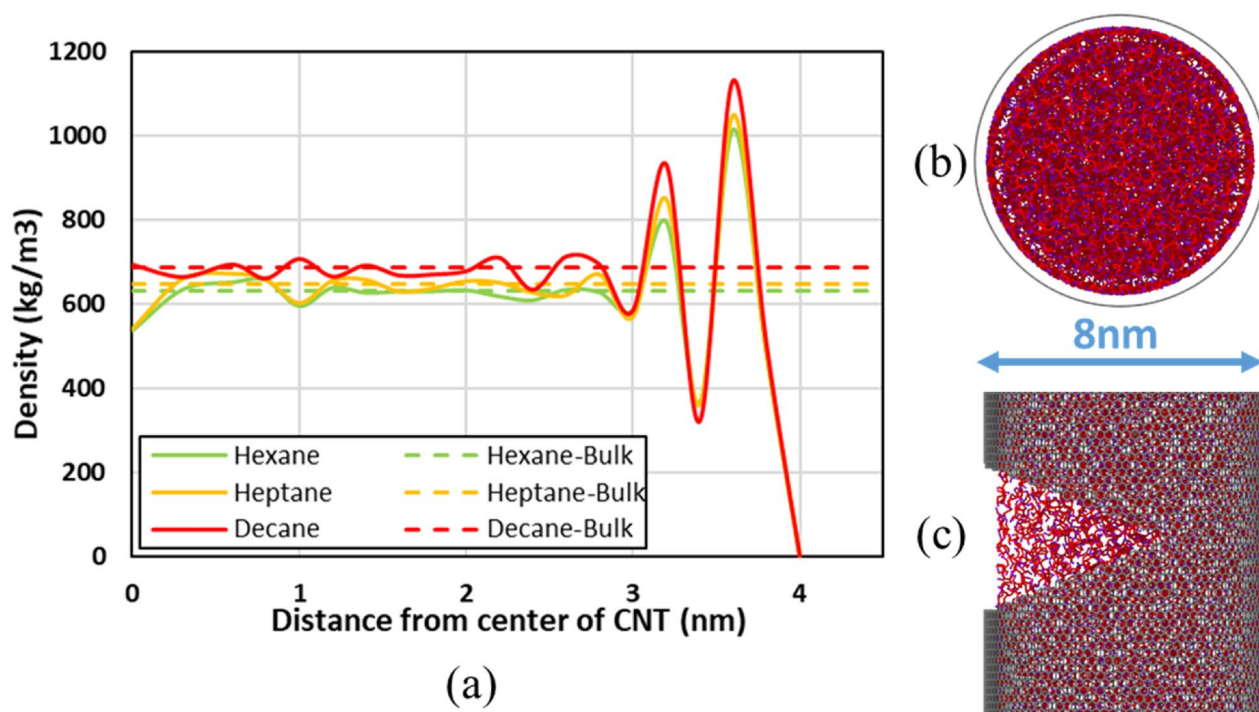 1200
1000
800
600
400
200
0
Density (kg/m3)
Hexane
Hexane-Bulk
Heptane
Heptane-Bulk
Decane
Decane-Bulk
0 1 2 3 4
Distance from center of CNT (nm)
(a)
(b)
8nm
(c)